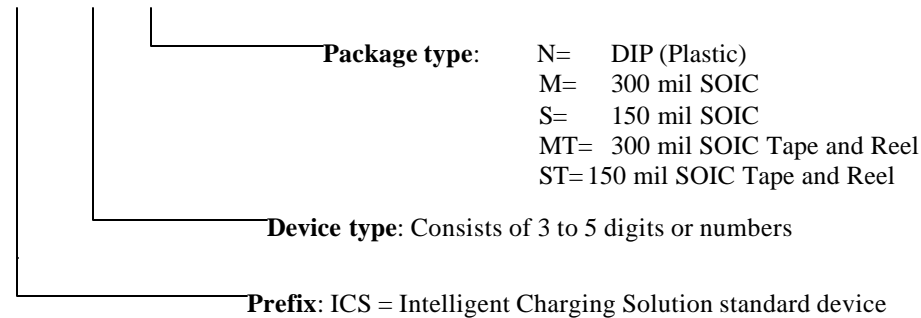 Package type: N= DIP (Plastic)
M= 300 mil SOIC
S= 150 mil SOIC
MT= 300 mil SOIC Tape and Reel
ST= 150 mil SOIC Tape and Reel
Device type: Consists of 3 to 5 digits or numbers
Prefix: ICS = Intelligent Charging Solution standard device